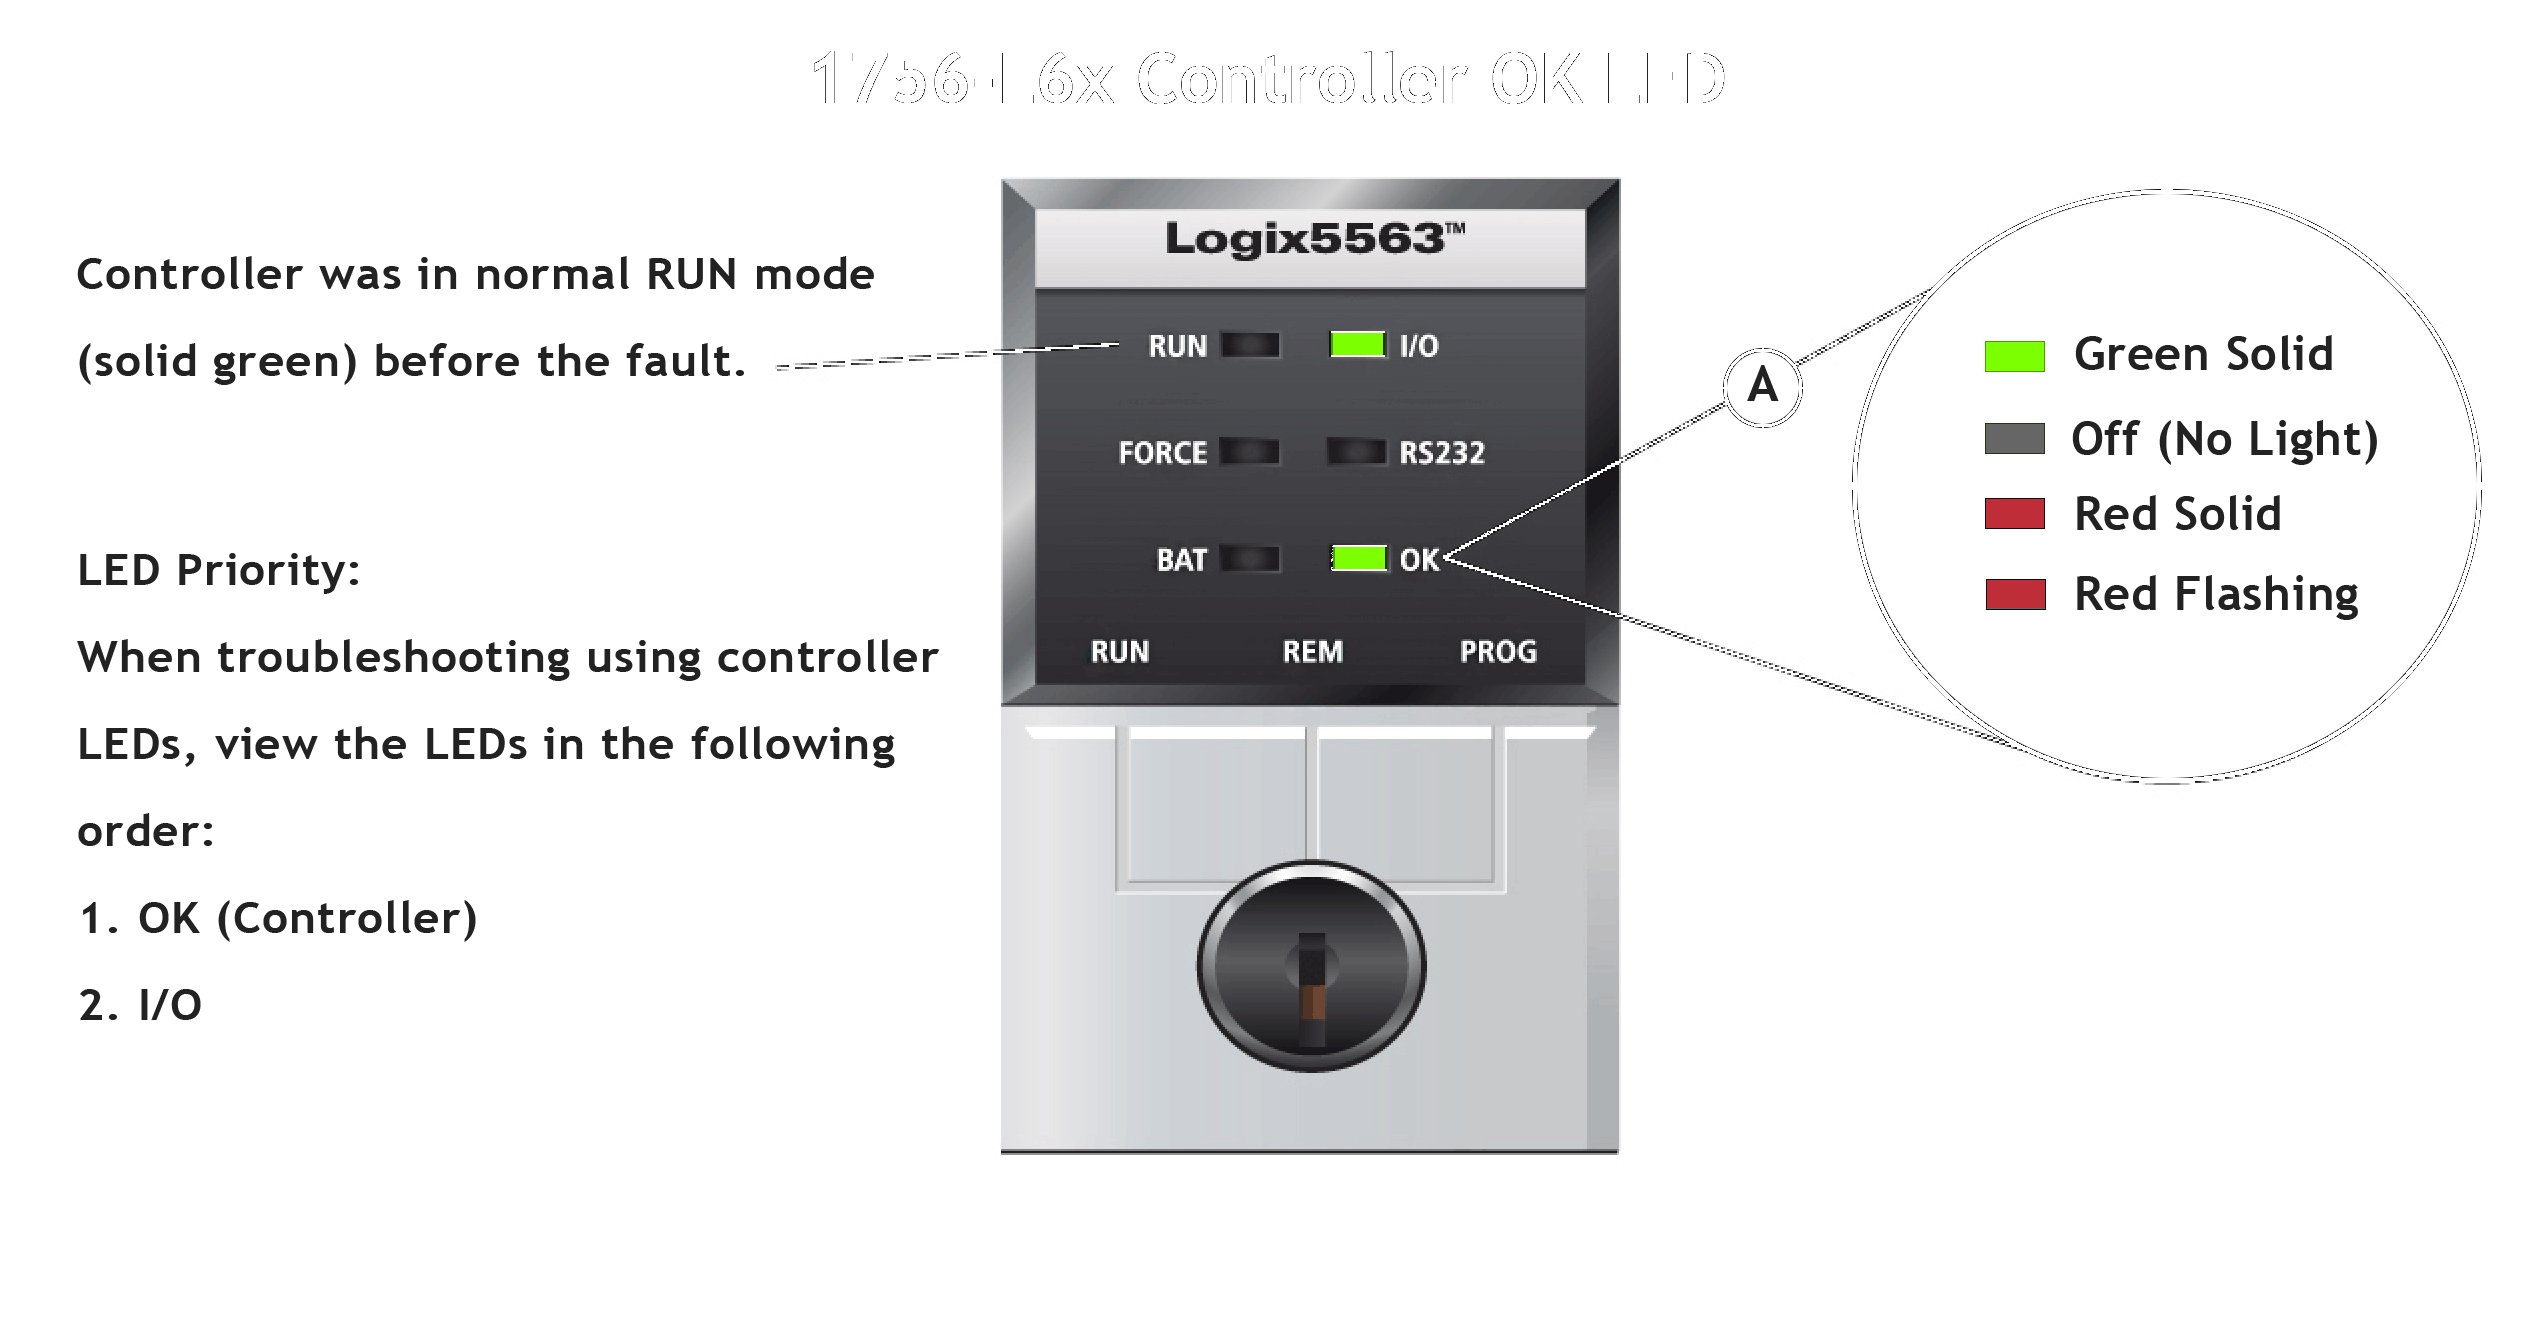 1756-L6x Controller OK LED
Controller was in normal RUN mode
(solid green) before the fault.
LED Priority:
When troubleshooting using controller
LEDs, view the LEDs in the following
order:
1. OK (Controller)
2. I/O
Logix5563™
RUN I/O
FORCE RS232
BAT OK
RUN REM PROG
A
Green Solid
Off (No Light)
Red Solid
Red Flashing